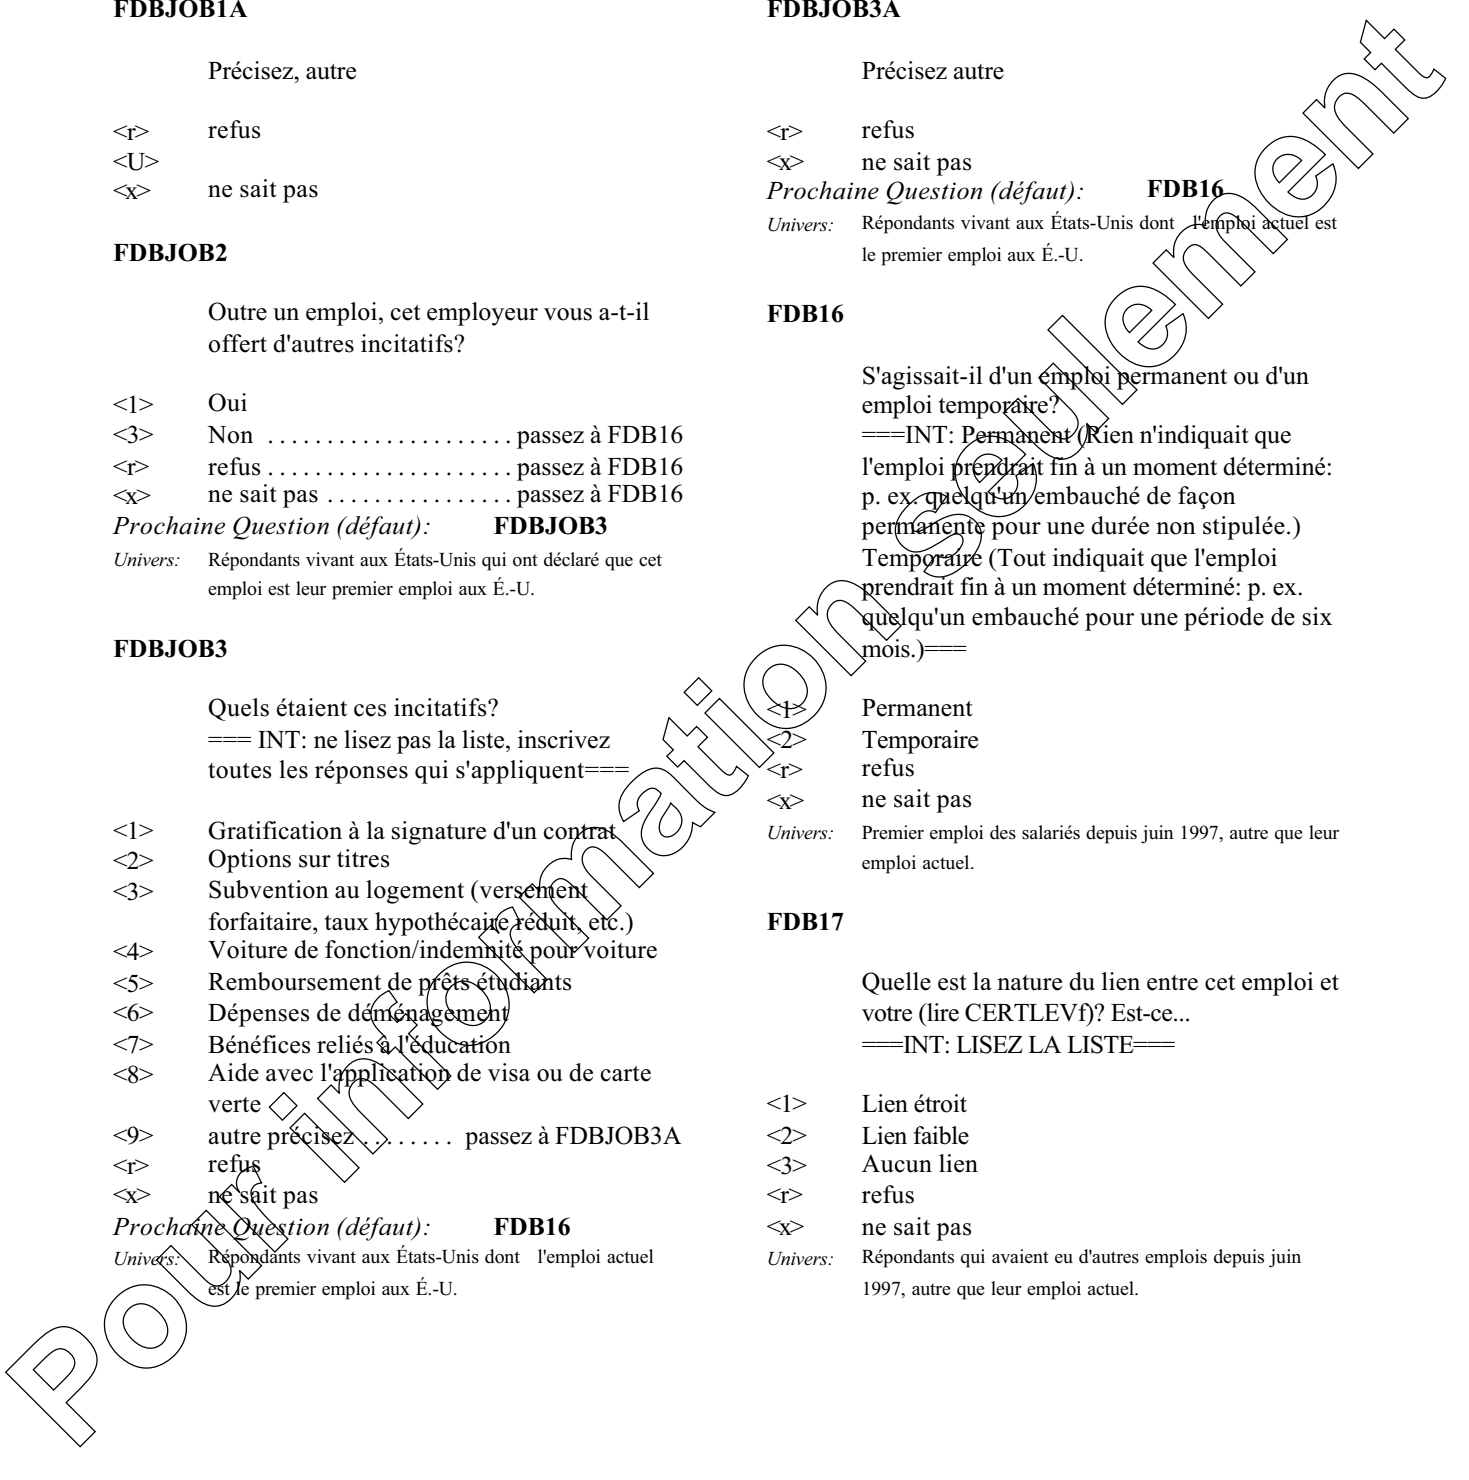 FDBJOB1A
Précisez, autre
<r> refus
<U>
<x> ne sait pas
FDBJOB2
Outre un emploi, cet employeur vous a-t-il
offert d'autres incitatifs?
<1> Oui
<3> Non . . . . . . . . . . . . . . . . . . . . . passez à FDB16
<r> refus . . . . . . . . . . . . . . . . . . . . . passez à FDB16
<x> ne sait pas . . . . . . . . . . . . . . . . passez à FDB16
Prochaine Question (défaut): FDBJOB3
Univers: Répondants vivant aux États-Unis qui ont déclaré que cet
emploi est leur premier emploi aux É.-U.
FDBJOB3
Quels étaient ces incitatifs?
=== INT: ne lisez pas la liste, inscrivez
toutes les réponses qui s'appliquent===
<1> Gratification à la signature d'un contrat
<2> Options sur titres
<3> Subvention au logement (versement
forfaitaire, taux hypothécaire réduit, etc.)
<4> Voiture de fonction/indemnité pour voiture
<5> Remboursement de prêts étudiants
<6> Dépenses de déménagement
<7> Bénéfices reliés à l'éducation
<8> Aide avec l'application de visa ou de carte
verte
<9> autre précisez . . . . . . . . passez à FDBJOB3A
<r> refus
<x> ne sait pas
Prochaine Question (défaut): FDB16
Univers: Répondants vivant aux États-Unis dont l'emploi actuel
est le premier emploi aux É.-U.
FDBJOB3A
Précisez autre
<r> refus
<x> ne sait pas
Prochaine Question (défaut): FDB16
Univers: Répondants vivant aux États-Unis dont l'emploi actuel est
le premier emploi aux É.-U.
FDB16
S'agissait-il d'un emploi permanent ou d'un
emploi temporaire?
===INT: Permanent (Rien n'indiquait que
l'emploi prendrait fin à un moment déterminé:
p. ex. quelqu'un embauché de façon
permanente pour une durée non stipulée.)
Temporaire (Tout indiquait que l'emploi
prendrait fin à un moment déterminé: p. ex.
quelqu'un embauché pour une période de six
mois.)===
<1> Permanent
<2> Temporaire
<r> refus
<x> ne sait pas
Univers: Premier emploi des salariés depuis juin 1997, autre que leur
emploi actuel.
FDB17
Quelle est la nature du lien entre cet emploi et
votre (lire CERTLEVf)? Est-ce...
===INT: LISEZ LA LISTE===
<1> Lien étroit
<2> Lien faible
<3> Aucun lien
<r> refus
<x> ne sait pas
Univers: Répondants qui avaient eu d'autres emplois depuis juin
1997, autre que leur emploi actuel.
Pour information seulement